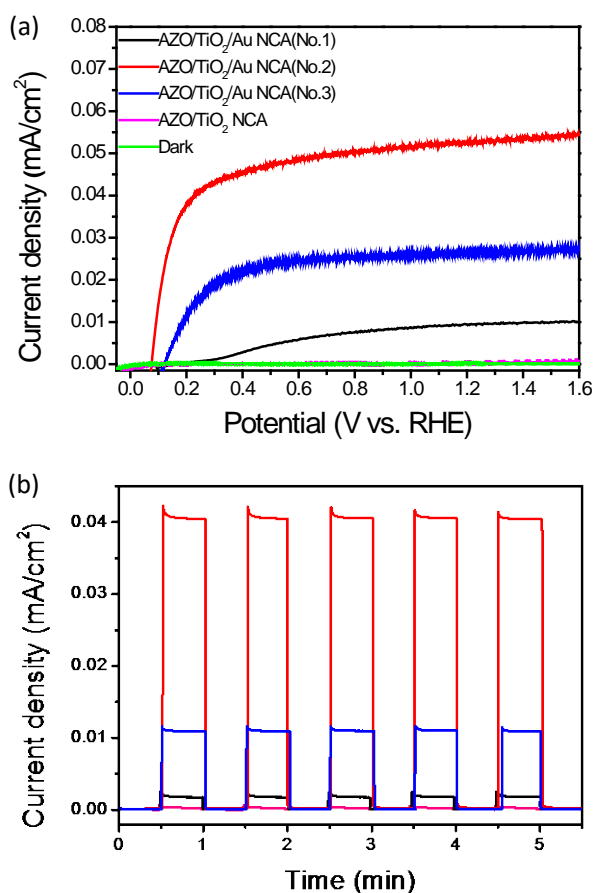 (a)
0.08
0.07
0.06
0.05
0.04
0.03
0.02
0.01
0.00
Current density (mA/cm²)
AZO/TiO₂/Au NCA(No.1)
AZO/TiO₂/Au NCA(No.2)
AZO/TiO₂/Au NCA(No.3)
AZO/TiO₂ NCA
Dark
0.0 0.2 0.4 0.6 0.8 1.0 1.2 1.4 1.6
Potential (V vs. RHE)
(b)
0.04
0.03
0.02
0.01
0.00
Current density (mA/cm²)
0 1 2 3 4 5
Time (min)